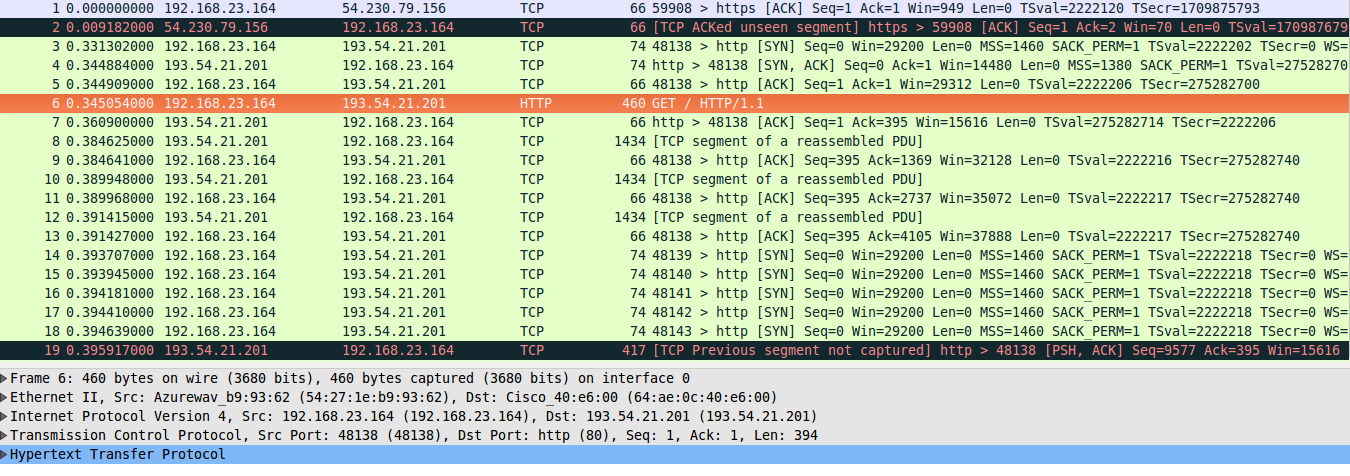 1 0.000000000 192.168.23.164 54.230.79.156 TCP 66 59908 > https [ACK] Seq=1 Ack=1 Win=949 Len=0 TSval=2222120 TSecr=1709875793
2 0.009182000 54.230.79.156 192.168.23.164 TCP 66 [TCP ACKed unseen segment] https > 59908 [ACK] Seq=1 Ack=2 Win=70 Len=0 TSval=170987679
3 0.331302000 192.168.23.164 193.54.21.201 TCP 74 48138 > http [SYN] Seq=0 Win=29200 Len=0 MSS=1460 SACK_PERM=1 TSval=2222202 TSecr=0 WS=
4 0.344884000 193.54.21.201 192.168.23.164 TCP 74 http > 48138 [SYN, ACK] Seq=0 Ack=1 Win=14480 Len=0 MSS=1380 SACK_PERM=1 TSval=27528270
5 0.344909000 192.168.23.164 193.54.21.201 TCP 66 48138 > http [ACK] Seq=1 Ack=1 Win=29312 Len=0 TSval=2222206 TSecr=275282700
6 0.345054000 192.168.23.164 193.54.21.201 HTTP 460 GET / HTTP/1.1
7 0.360900000 193.54.21.201 192.168.23.164 TCP 66 http > 48138 [ACK] Seq=1 Ack=395 Win=15616 Len=0 TSval=275282714 TSecr=2222206
8 0.384625000 193.54.21.201 192.168.23.164 TCP 1434 [TCP segment of a reassembled PDU]
9 0.384641000 192.168.23.164 193.54.21.201 TCP 66 48138 > http [ACK] Seq=395 Ack=1369 Win=32128 Len=0 TSval=2222216 TSecr=275282740
10 0.389948000 193.54.21.201 192.168.23.164 TCP 1434 [TCP segment of a reassembled PDU]
11 0.389968000 192.168.23.164 193.54.21.201 TCP 66 48138 > http [ACK] Seq=395 Ack=2737 Win=35072 Len=0 TSval=2222217 TSecr=275282740
12 0.391415000 193.54.21.201 192.168.23.164 TCP 1434 [TCP segment of a reassembled PDU]
13 0.391427000 192.168.23.164 193.54.21.201 TCP 66 48138 > http [ACK] Seq=395 Ack=4105 Win=37888 Len=0 TSval=2222217 TSecr=275282740
14 0.393707000 192.168.23.164 193.54.21.201 TCP 74 48139 > http [SYN] Seq=0 Win=29200 Len=0 MSS=1460 SACK_PERM=1 TSval=2222218 TSecr=0 WS=
15 0.393945000 192.168.23.164 193.54.21.201 TCP 74 48140 > http [SYN] Seq=0 Win=29200 Len=0 MSS=1460 SACK_PERM=1 TSval=2222218 TSecr=0 WS=
16 0.394181000 192.168.23.164 193.54.21.201 TCP 74 48141 > http [SYN] Seq=0 Win=29200 Len=0 MSS=1460 SACK_PERM=1 TSval=2222218 TSecr=0 WS=
17 0.394410000 192.168.23.164 193.54.21.201 TCP 74 48142 > http [SYN] Seq=0 Win=29200 Len=0 MSS=1460 SACK_PERM=1 TSval=2222218 TSecr=0 WS=
18 0.394639000 192.168.23.164 193.54.21.201 TCP 74 48143 > http [SYN] Seq=0 Win=29200 Len=0 MSS=1460 SACK_PERM=1 TSval=2222218 TSecr=0 WS=
19 0.395917000 193.54.21.201 192.168.23.164 TCP 417 [TCP Previous segment not captured] http > 48138 [PSH, ACK] Seq=9577 Ack=395 Win=15616
Frame 6: 460 bytes on wire (3680 bits), 460 bytes captured (3680 bits) on interface 0
Ethernet II, Src: Azurewav_b9:93:62 (54:27:1e:b9:93:62), Dst: Cisco_40:e6:00 (64:ae:0c:40:e6:00)
Internet Protocol Version 4, Src: 192.168.23.164 (192.168.23.164), Dst: 193.54.21.201 (193.54.21.201)
Transmission Control Protocol, Src Port: 48138 (48138), Dst Port: http (80), Seq: 1, Ack: 1, Len: 394
Hypertext Transfer Protocol